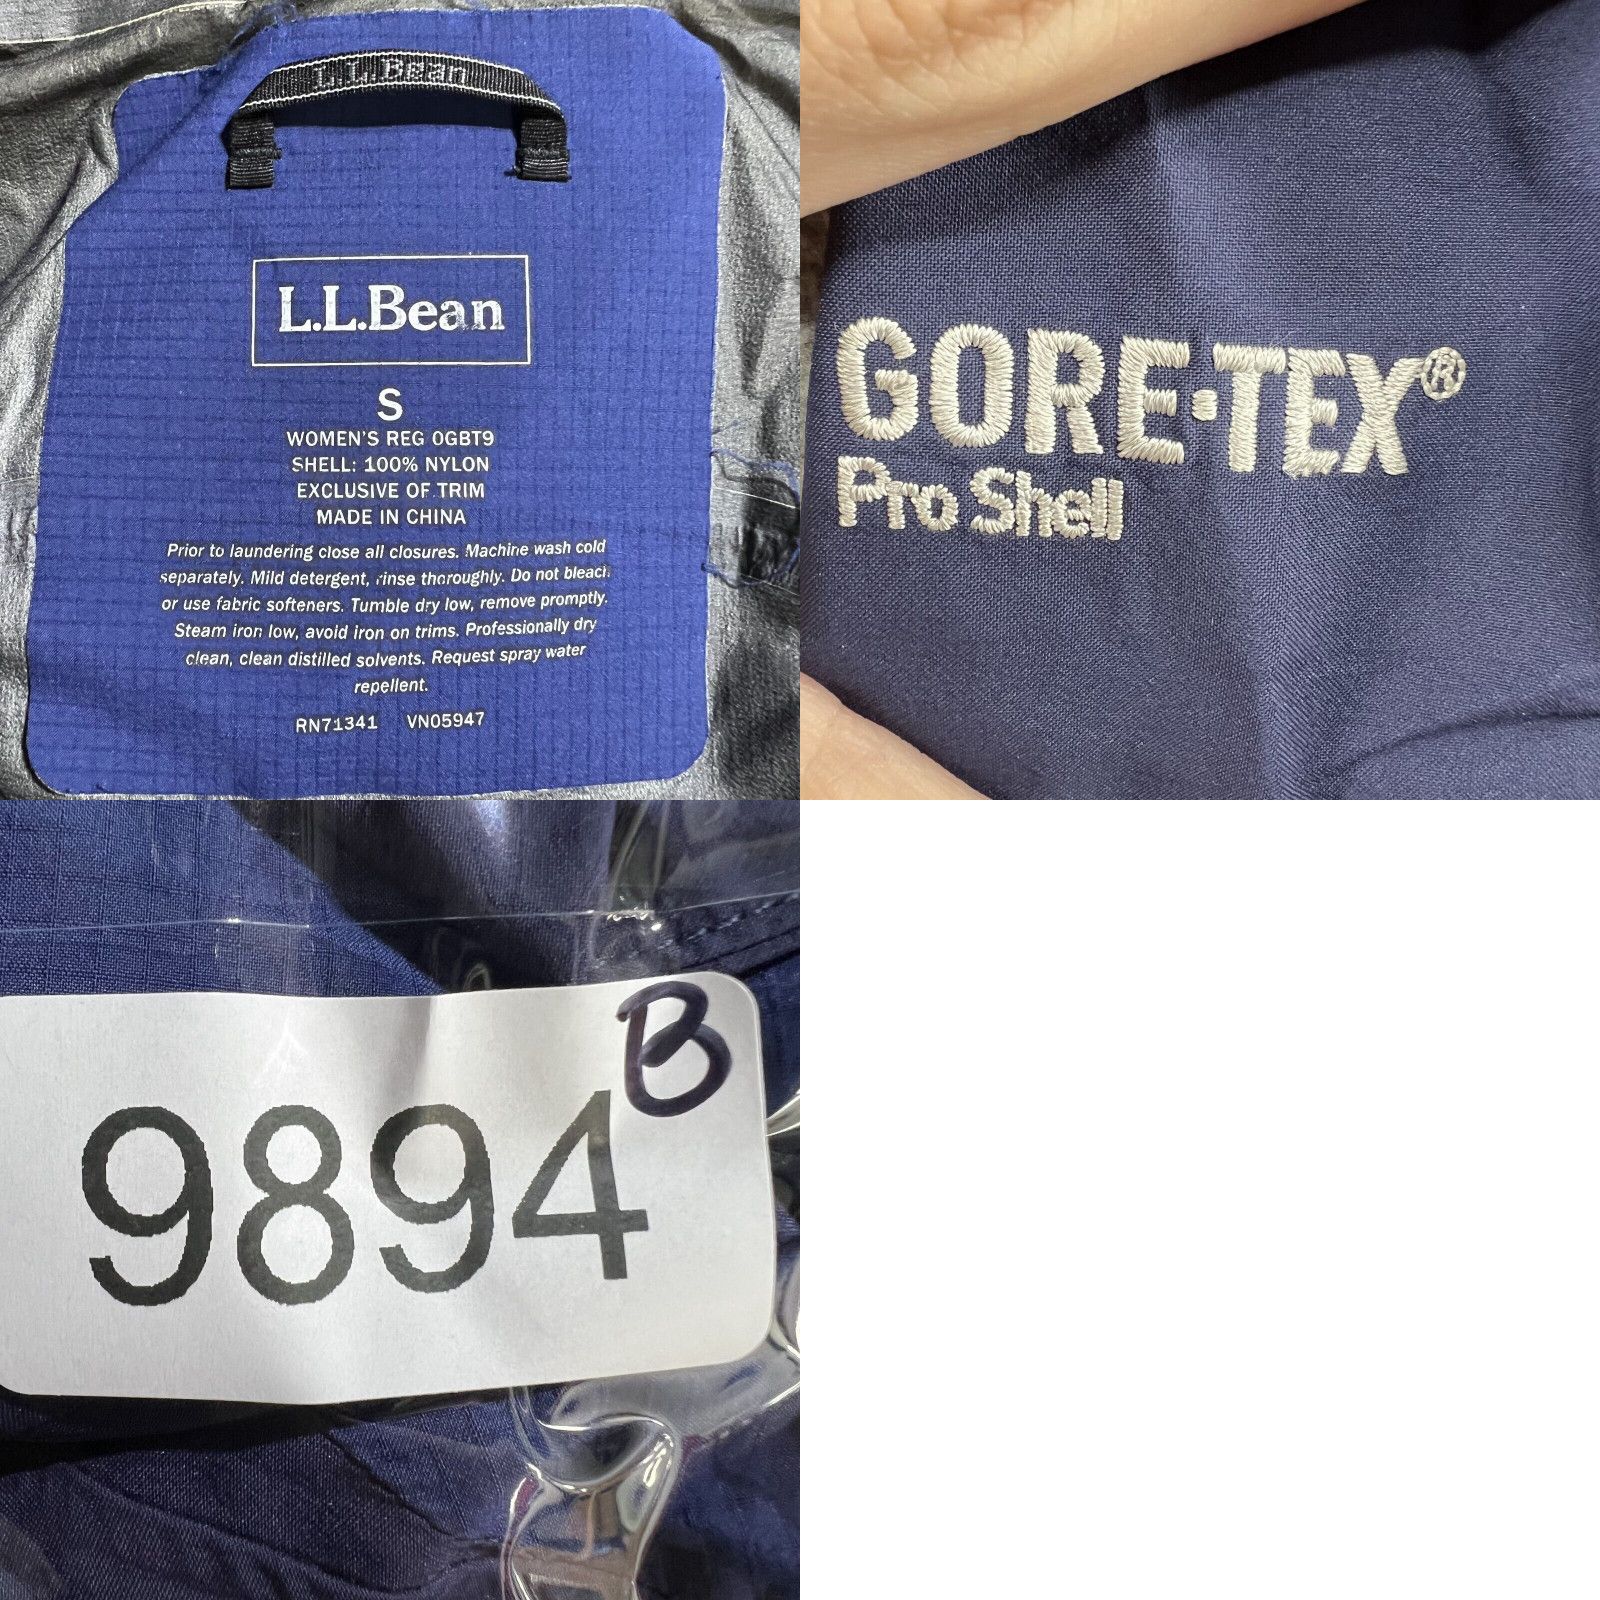 L.L.Bean
L.L.Bean
S
WOMEN'S REG 0GBT9
SHELL: 100% NYLON
EXCLUSIVE OF TRIM
MADE IN CHINA
Prior to laundering close all closures. Machine wash cold
separately. Mild detergent, rinse thoroughly. Do not bleach
or use fabric softeners. Tumble dry low, remove promptly.
Steam iron low, avoid iron on trims. Professionally dry
clean, clean distilled solvents. Request spray water
repellent.
RN71341 VN05947
GORE-TEX®
Pro Shell
B
9894